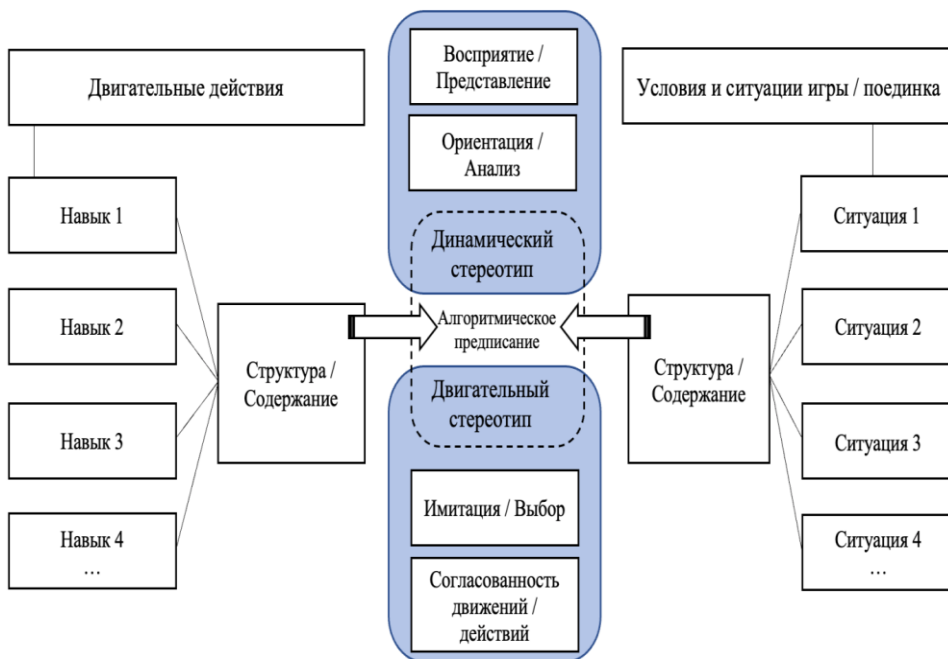 Двигательные действия
Навык 1
Навык 2
Навык 3
Навык 4
…
Структура /
Содержание
Восприятие /
Представление
Ориентация /
Анализ
Динамический
стереотип
Алгоритмическое
предписание
Двигательный
стереотип
Имитация / Выбор
Согласованность
движений /
действий
Условия и ситуации игры / поединка
Структура /
Содержание
Ситуация 1
Ситуация 2
Ситуация 3
Ситуация 4
…